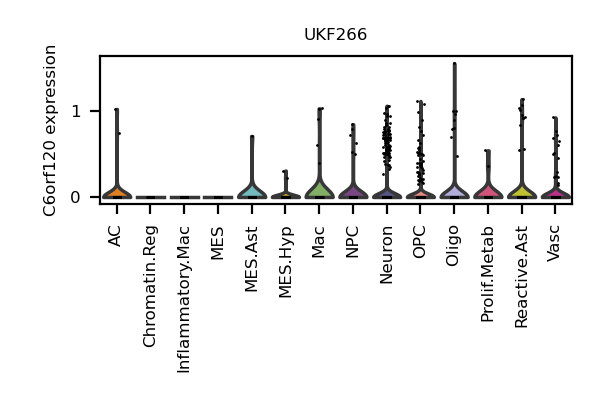 UKF266
C6orf120 expression
1
0
AC
Chromatin.Reg
Inflammatory.Mac
MES
MES.Ast
MES.Hyp
Mac
NPC
Neuron
OPC
Oligo
Prolif.Metab
Reactive.Ast
Vasc